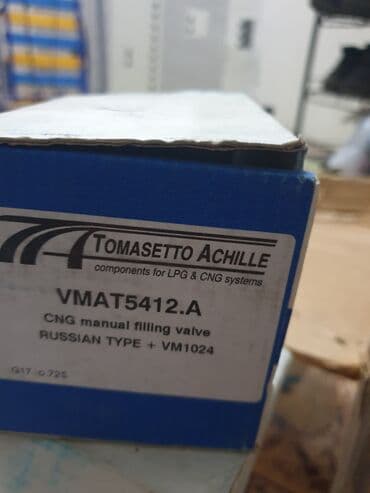 TOMASETTO ACHILLE
components for LPG & CNG systems
VMAT5412.A
CNG manual filling valve
RUSSIAN TYPE + VM1024